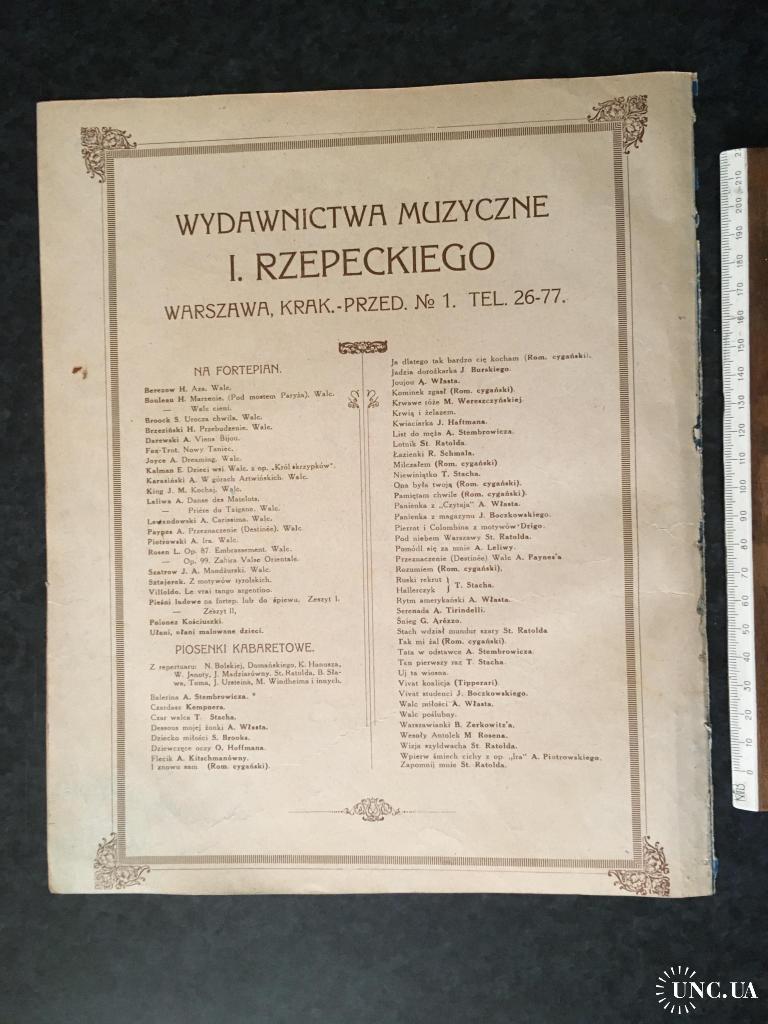 WYDAWNICTWA MUZYCZNE
I. RZEPECKIEGO
WARSZAWA, KRAK.-PRZED. № 1. TEL. 26-77.
NA FORTEPIAN.
Berezow H. Aza. Walc.
Bouleau H. Marzenie. (Pod mostem Paryża). Walc.
— Walc cieni.
Broock S. Urocza chwila. Walc.
Brzeziński H. Przebudzenie. Walc.
Darewski A. Viens Bijou.
Fox-Trot. Nowy Taniec.
Joyce A. Dreaming. Walc.
Kalman E. Dzieci wsi. Walc. z op. „Król skrzypków".
Karasiński A. W górach Artwińskich. Walc.
King J. M. Kochaj. Walc.
Leliwa A. Danse des Matelots.
— Prière du Tzigane. Walc.
Lewandowski A. Carissima. Walc.
Paynes A. Przeznaczenie (Destinée). Walc.
Piotrowski A. Ira. Walc.
Rosen L. Op. 87. Embrassement. Walc.
— Op. 99. Zahira Valse Orientale.
Szatrow J. A. Mandżurski. Walc.
Sztajerek. Z motywów tyrolskich.
Villoldo. Le vrai tango argentino.
Pieśni ludowe na fortep. lub do śpiewu. Zeszyt I.
— Zeszyt II,
Polonez Kościuszki.
Ułani, ułani malowane dzieci.
PIOSENKI KABARETOWE.
Z repertuaru: N. Bolskiej, Domańskiego, K. Hanusza,
W. Janoty, J. Madziarówny, St. Ratolda, B. Sła-
wa, Toma, J. Ursteina, M. Windheima i innych.
Balerina A. Stembrowicza.
Czardasz Kempnera.
Czar walca T. Stacha.
Dessous mojej żonki A. Własta.
Dziecko miłości S. Brooks.
Dziewczęce oczy O. Hoffmana.
Flecik A. Kitschmanówny.
I znowu sam (Rom. cygański).
Ja dlatego tak bardzo cię kocham (Rom. cygański).
Jadzia dorożkarka J. Burskiego.
Joujou A. Własta.
Kominek zgasł (Rom. cygański).
Krwawe róże M. Wereszczyńskiej.
Krwią i żelazem.
Kwiaciarka J. Haftmana.
List do męża A. Stembrowicza.
Lotnik St. Ratolda.
Łazienki R. Schmala.
Milczałem (Rom. cygański)
Niewiniątko T. Stacha.
Ona była twoją (Rom. cygański).
Pamiętam chwile (Rom. cygański).
Panienka z „Czytaja" A. Własta.
Panienka z magazynu J. Boczkowskiego.
Pierrot i Colombina z motywów Drigo.
Pod niebem Warszawy St. Ratolda.
Pomódl się za mnie A. Leliwy.
Przeznaczenie (Destinée) Walc A. Paynes'a
Rozumiem (Rom. cygański),
Ruski rekrut
Hallerczyk } T. Stacha.
Rytm amerykański A. Własta.
Serenada A. Tirindelli.
Śnieg G. Arèzzo.
Stach wdział mundur szary St. Ratolda
Tak mi żal (Rom. cygański).
Tata w odstawce A. Stembrowicza.
Ten pierwszy raz T. Stacha.
Uj ta wiosna.
Vivat koalicja (Tipperari).
Vivat studenci J. Boczkowskiego.
Walc miłości A. Własta.
Walc poślubny.
Warszawianki B. Zerkowitz'a.
Wesoły Antolek M Rosena.
Wizja szyldwacha St. Ratolda.
Wpierw śmiech cichy z op. „Ira" A. Piotrowskiego.
Zapomnij mnie St. Ratolda.
UNC.UA